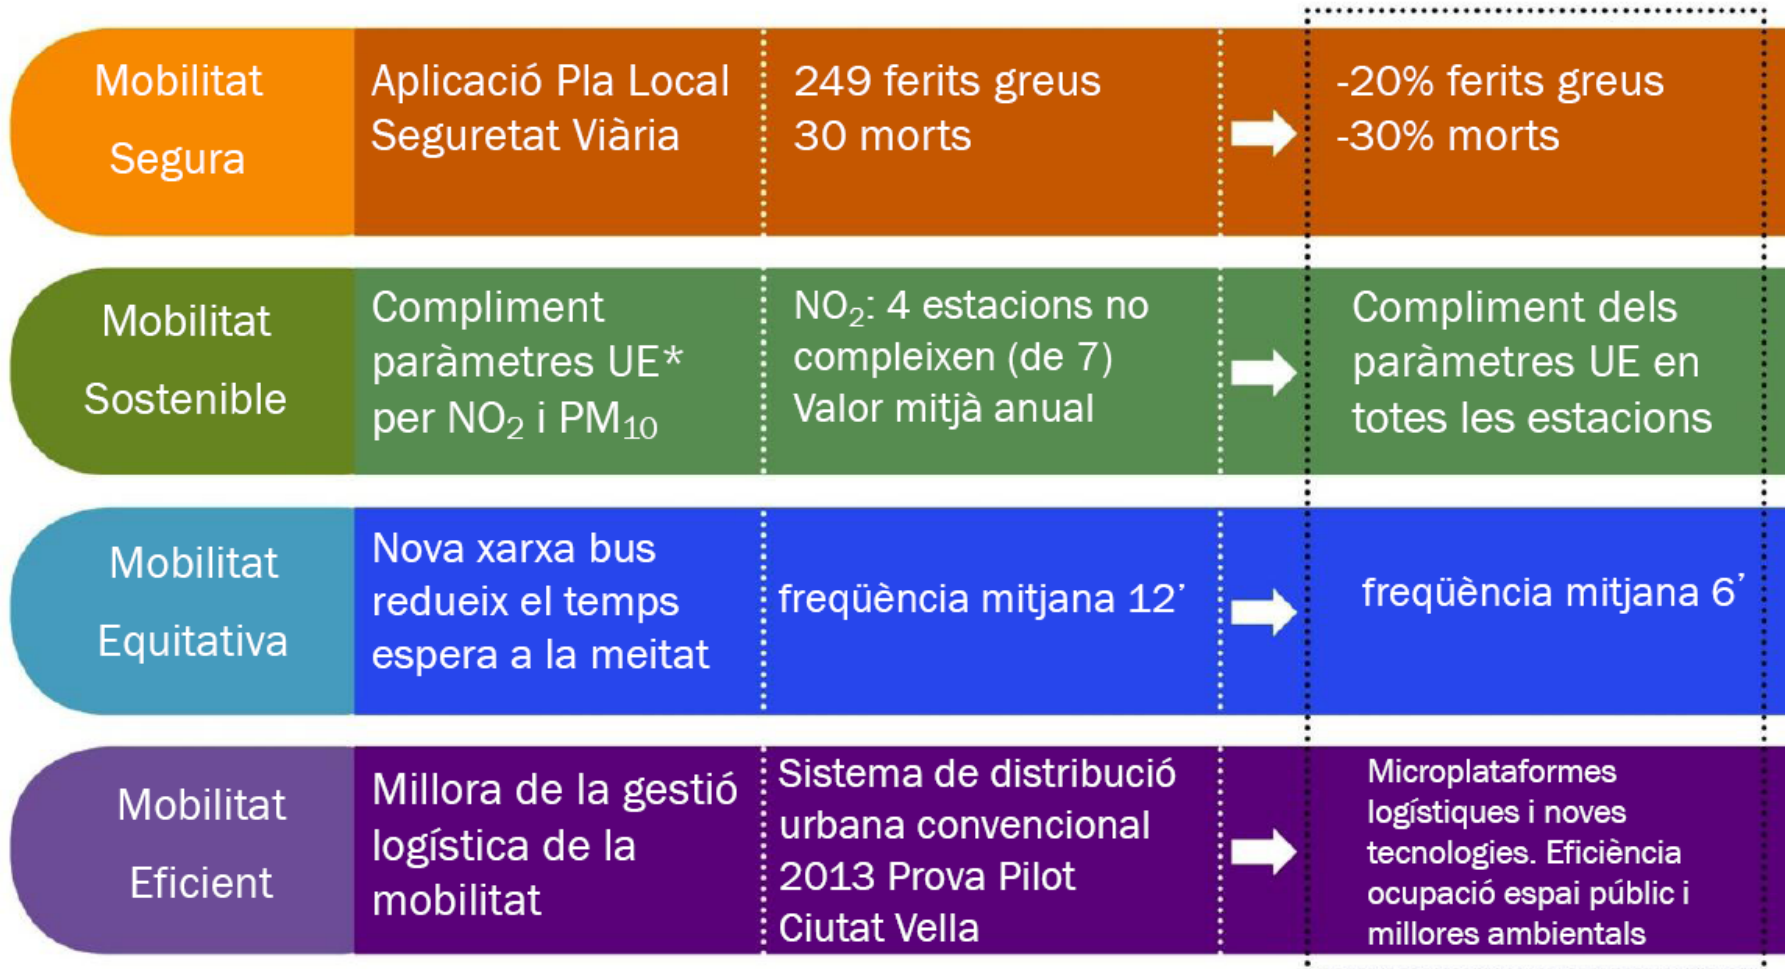 Mobilitat
Segura
Aplicació Pla Local
Seguretat Viària
249 ferits greus
30 morts
-20% ferits greus
-30% morts
Mobilitat
Sostenible
Compliment
paràmetres UE*
per NO₂ i PM₁₀
NO₂: 4 estacions no
compleixen (de 7)
Valor mitjà anual
Compliment dels
paràmetres UE en
totes les estacions
Mobilitat
Equitativa
Nova xarxa bus
redueix el temps
espera a la meitat
freqüència mitjana 12’
freqüència mitjana 6’
Mobilitat
Eficient
Millora de la gestió
logística de la
mobilitat
Sistema de distribució
urbana convencional
2013 Prova Pilot
Ciutat Vella
Microplataformes
logístiques i noves
tecnologies. Eficiència
ocupació espai públic i
millores ambientals